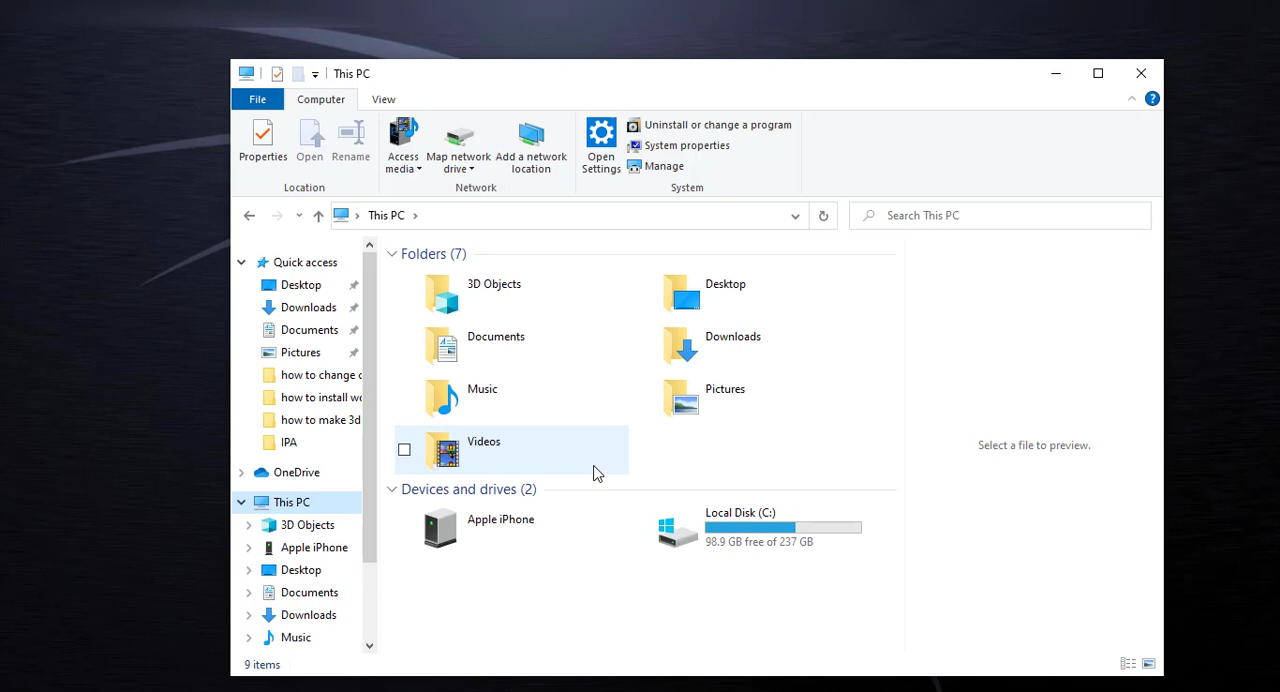 This PC
File Computer View
Properties Open Rename Access media Map network drive Add a network location Open Settings
Uninstall or change a program
System properties
Manage
Location Network System
This PC Search This PC
Quick access
Desktop
Downloads
Documents
Pictures
how to change c
how to install wo
how to make 3d
IPA
OneDrive
This PC
3D Objects
Apple iPhone
Desktop
Documents
Downloads
Music
Folders (7)
3D Objects Desktop
Documents Downloads
Music Pictures
Videos
Devices and drives (2)
Apple iPhone
Local Disk (C:)
98.9 GB free of 237 GB
Select a file to preview.
9 items